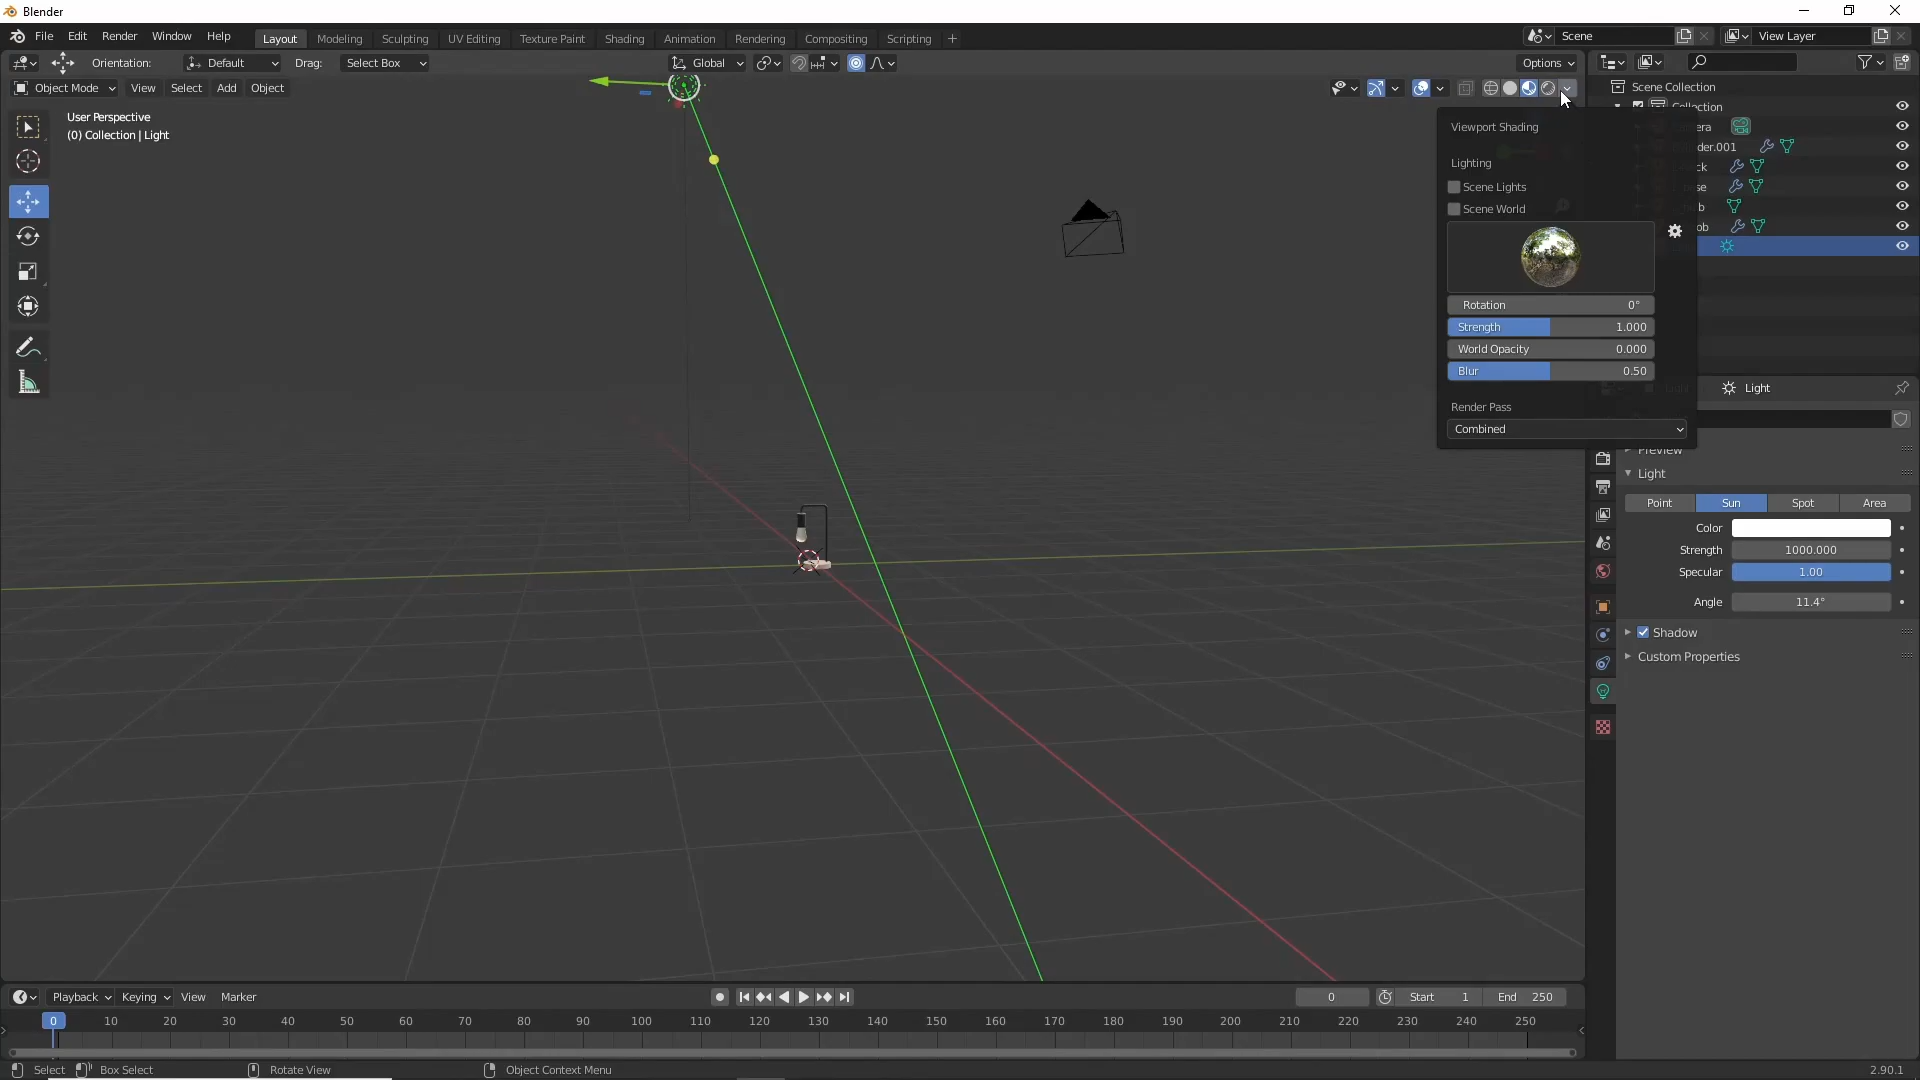 Blender
File Edit Render Window Help
Layout Modeling Sculpting UV Editing Texture Paint Shading Animation Rendering Compositing Scripting
Scene
View Layer
Orientation: Default Drag: Select Box
Global
Options
Object Mode View Select Add Object
User Perspective
(0) Collection | Light
Scene Collection
Collection
Viewport Shading
Lighting
Scene Lights
Scene World
Rotation 0°
Strength 1.000
World Opacity 0.000
Blur 0.50
Render Pass
Combined
Light
Preview
Light
Point Sun Spot Area
Color
Strength 1000.000
Specular 1.00
Angle 11.4°
Shadow
Custom Properties
Playback Keying View Marker
0
Start 1
End 250
0 10 20 30 40 50 60 70 80 90 100 110 120 130 140 150 160 170 180 190 200 210 220 230 240 250
Select Box Select Rotate View Object Context Menu
2.90.1